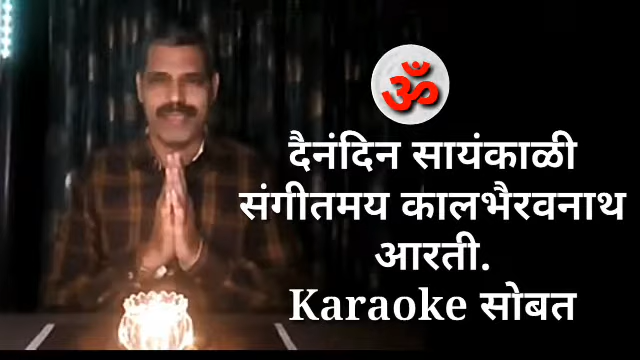 ॐ
दैनंदिन सायंकाळी
संगीतमय कालभैरवनाथ
आरती.
Karaoke सोबत